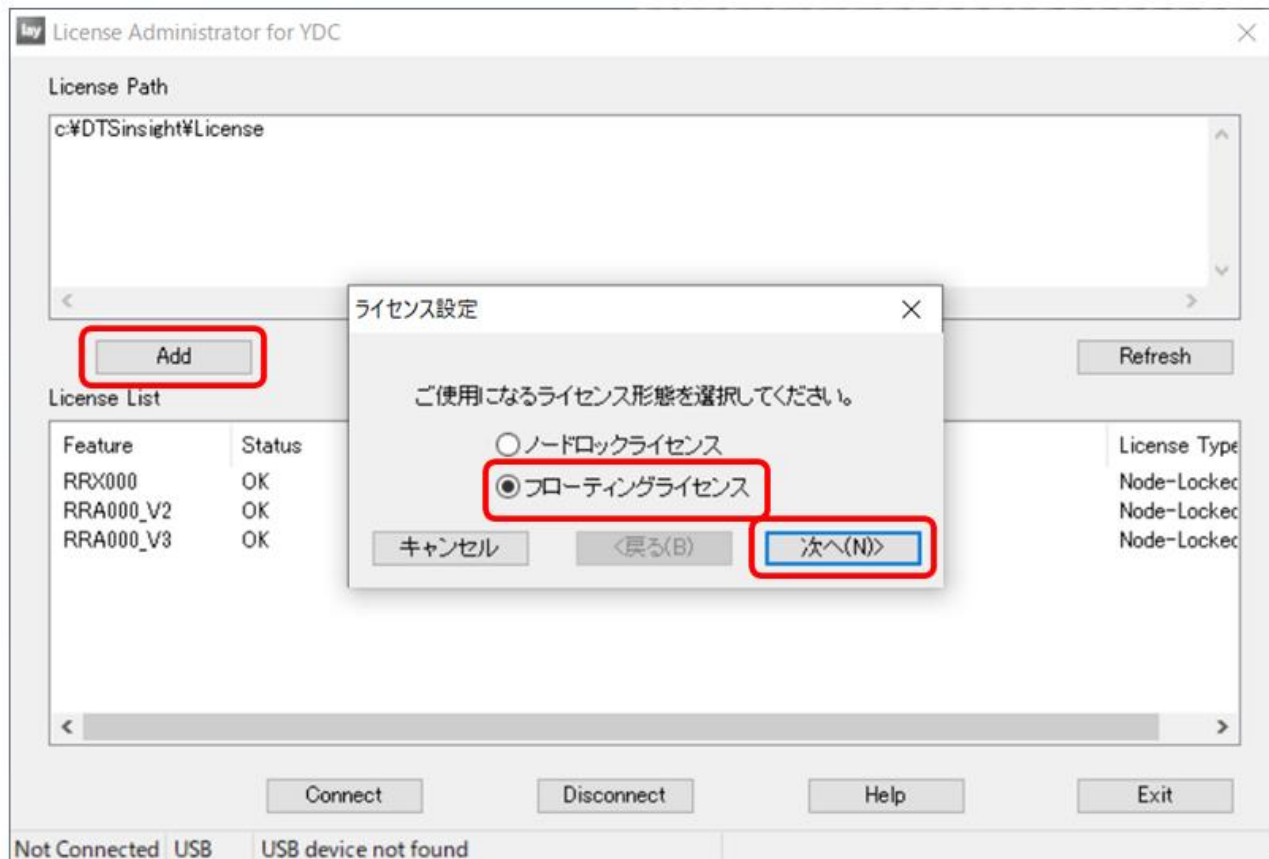 lay License Administrator for YDC
License Path
c:¥DTSinsight¥License
ライセンス設定
Add
Refresh
ご使用になるライセンス形態を選択してください。
License List
Feature Status License Type
ノードロックライセンス
RRX000 OK Node-Locked
フローティングライセンス
RRA000_V2 OK Node-Locked
RRA000_V3 OK Node-Locked
キャンセル <戻る(B) 次へ(N)>
Connect Disconnect Help Exit
Not Connected USB USB device not found